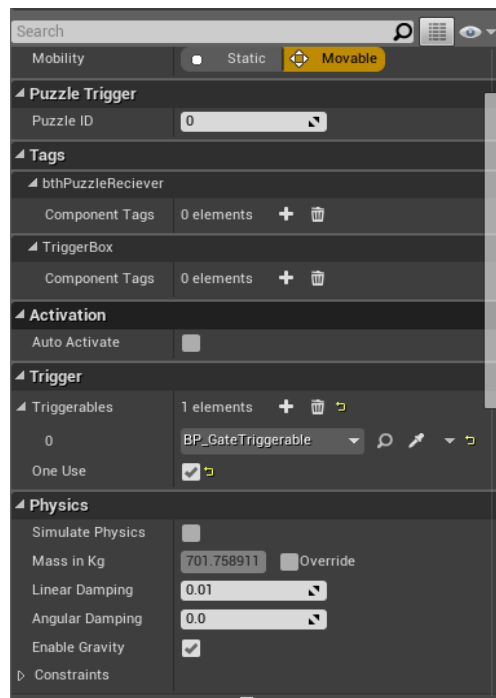 Search
Mobility Static Movable
Puzzle Trigger
Puzzle ID 0
Tags
bthPuzzleReciever
Component Tags 0 elements
TriggerBox
Component Tags 0 elements
Activation
Auto Activate
Trigger
Triggerables 1 elements
0 BP_GateTriggerable
One Use
Physics
Simulate Physics
Mass in Kg 701.758911 Override
Linear Damping 0.01
Angular Damping 0.0
Enable Gravity
Constraints